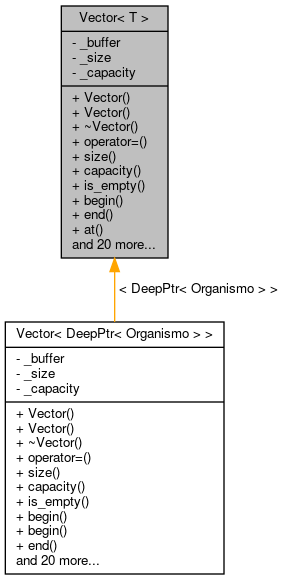 Vector< T >
- _buffer
- _size
- _capacity
+ Vector()
+ Vector()
+ ~Vector()
+ operator=()
+ size()
+ capacity()
+ is_empty()
+ begin()
+ end()
+ at()
and 20 more...
< DeepPtr< Organismo > >
Vector< DeepPtr< Organismo > >
- _buffer
- _size
- _capacity
+ Vector()
+ Vector()
+ ~Vector()
+ operator=()
+ size()
+ capacity()
+ is_empty()
+ begin()
+ begin()
+ end()
and 20 more...